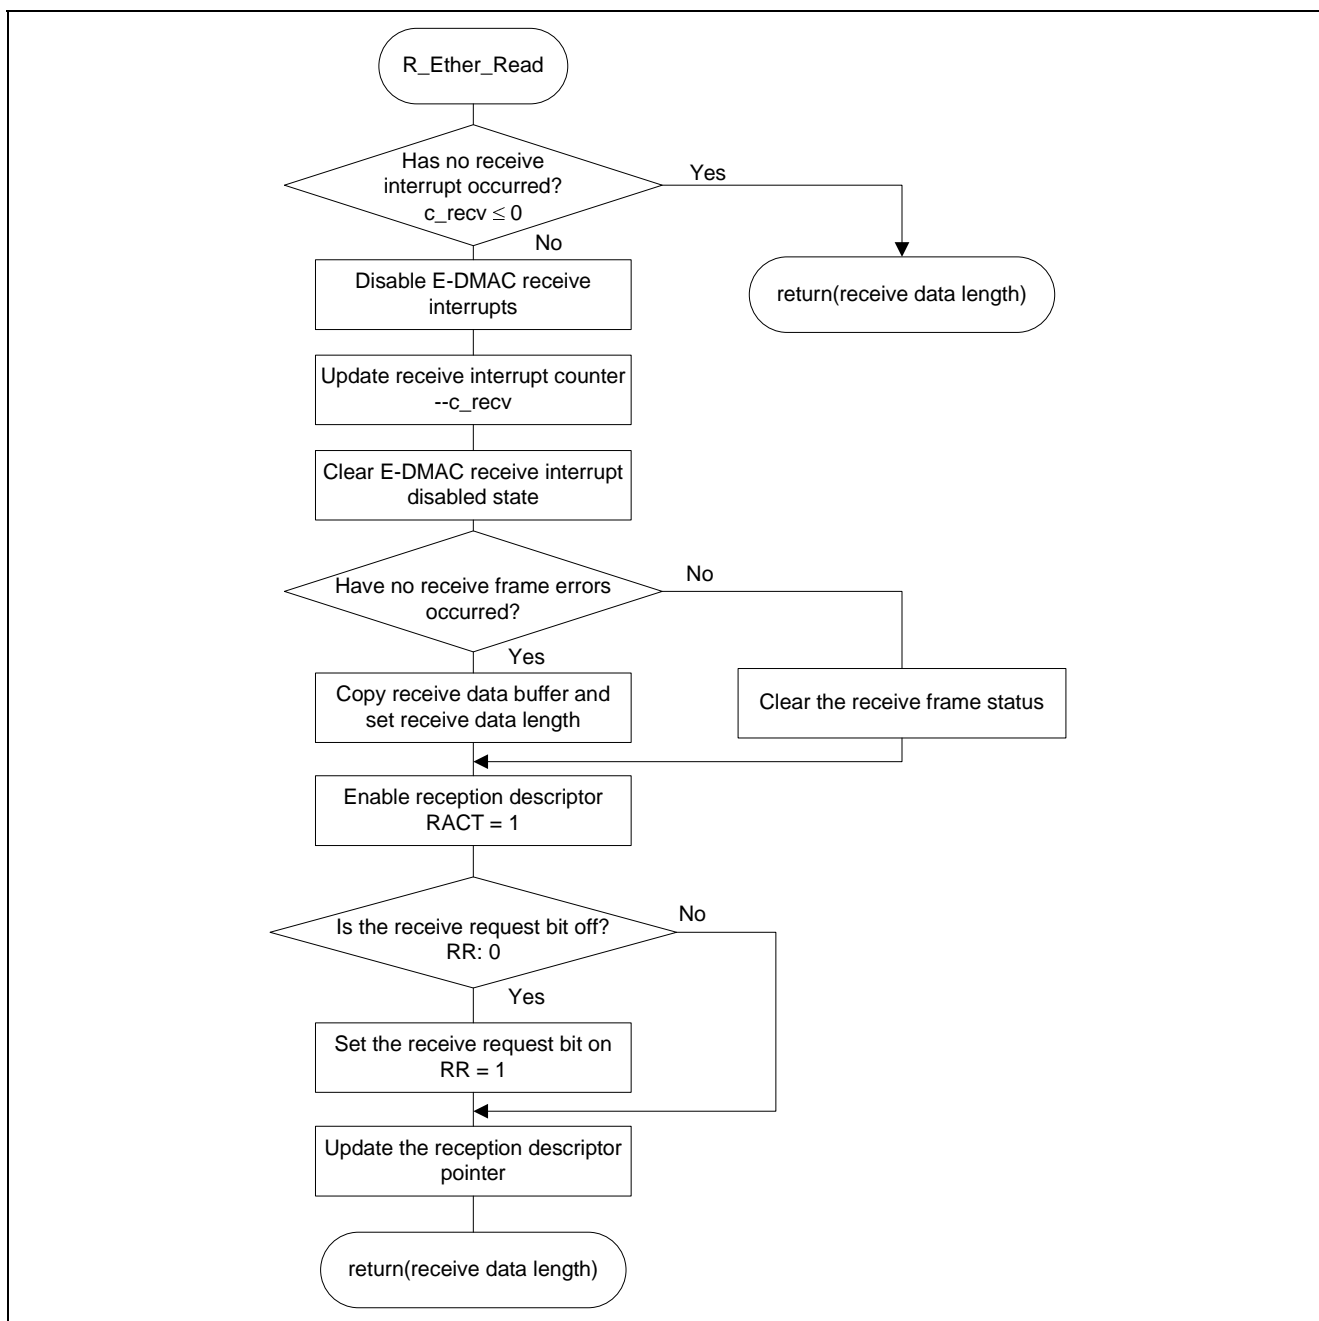 R_Ether_Read
Has no receive
interrupt occurred?
c_recv ≤ 0
Yes
No
return(receive data length)
Disable E-DMAC receive
interrupts
Update receive interrupt counter
--c_recv
Clear E-DMAC receive interrupt
disabled state
Have no receive frame errors
occurred?
No
Yes
Copy receive data buffer and
set receive data length
Clear the receive frame status
Enable reception descriptor
RACT = 1
Is the receive request bit off?
RR: 0
No
Yes
Set the receive request bit on
RR = 1
Update the reception descriptor
pointer
return(receive data length)